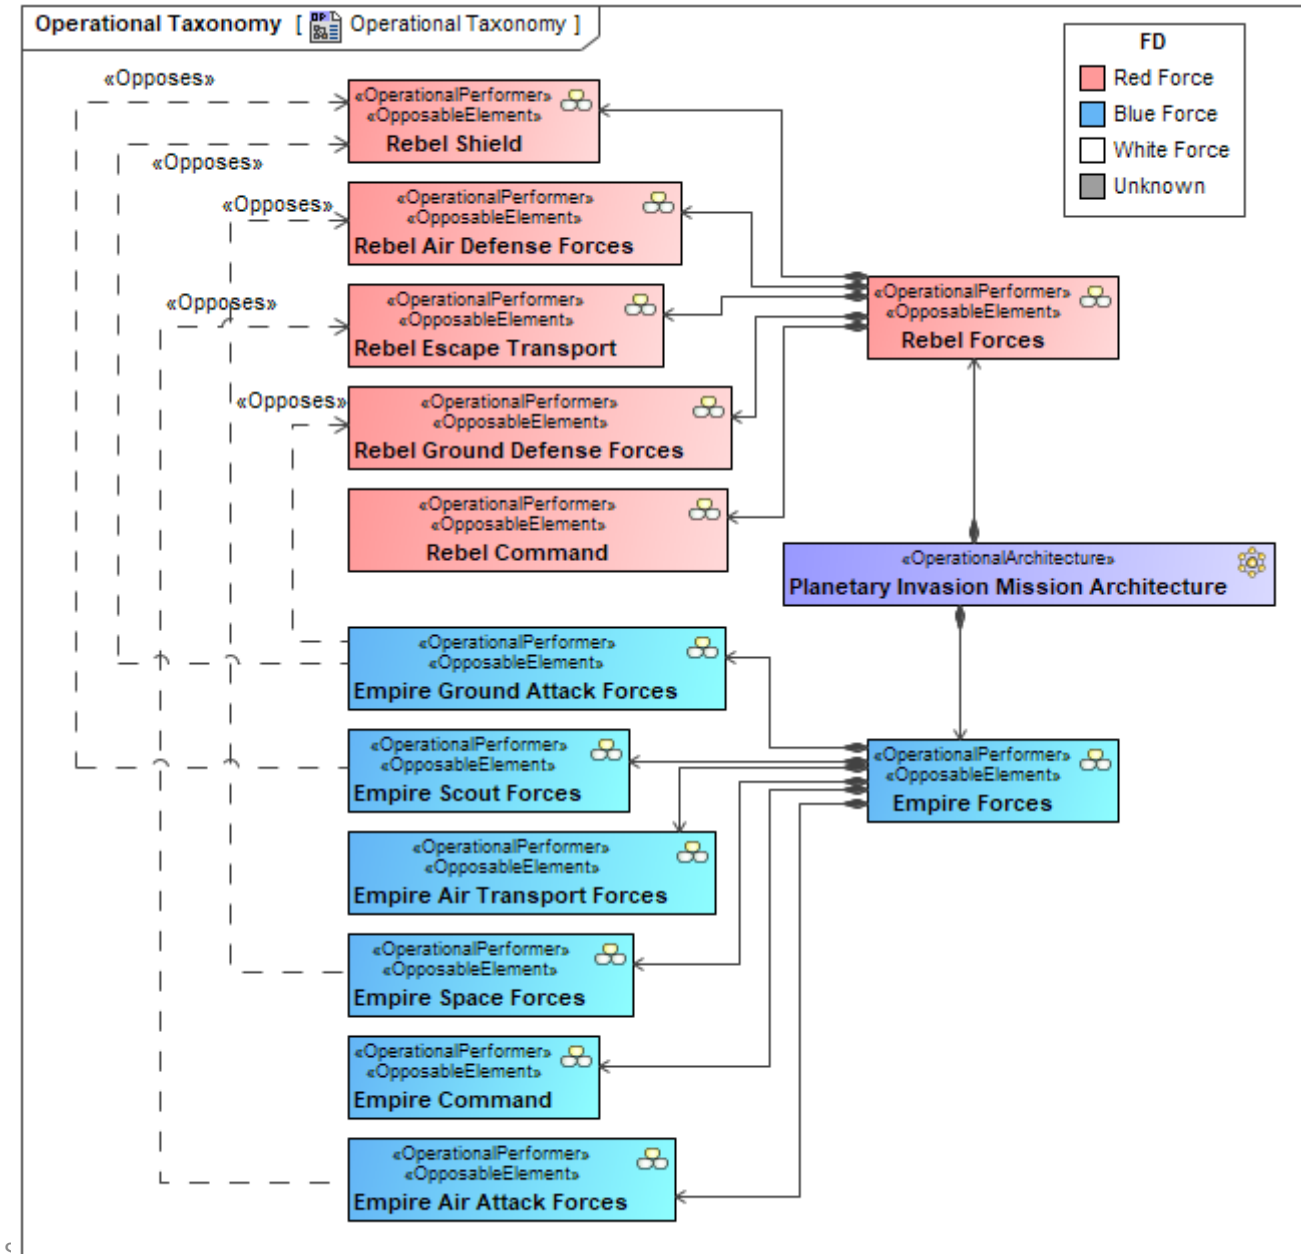 Operational Taxonomy [ Operational Taxonomy ]
FD
Red Force
Blue Force
White Force
Unknown
«Opposes»
«OperationalPerformer»
«OpposableElement»
Rebel Shield
«Opposes»
«Opposes»
«OperationalPerformer»
«OpposableElement»
Rebel Air Defense Forces
«Opposes»
«OperationalPerformer»
«OpposableElement»
Rebel Escape Transport
«OperationalPerformer»
«OpposableElement»
Rebel Forces
«Opposes»
«OperationalPerformer»
«OpposableElement»
Rebel Ground Defense Forces
«OperationalPerformer»
«OpposableElement»
Rebel Command
«OperationalArchitecture»
Planetary Invasion Mission Architecture
«OperationalPerformer»
«OpposableElement»
Empire Ground Attack Forces
«OperationalPerformer»
«OpposableElement»
Empire Scout Forces
«OperationalPerformer»
«OpposableElement»
Empire Forces
«OperationalPerformer»
«OpposableElement»
Empire Air Transport Forces
«OperationalPerformer»
«OpposableElement»
Empire Space Forces
«OperationalPerformer»
«OpposableElement»
Empire Command
«OperationalPerformer»
«OpposableElement»
Empire Air Attack Forces